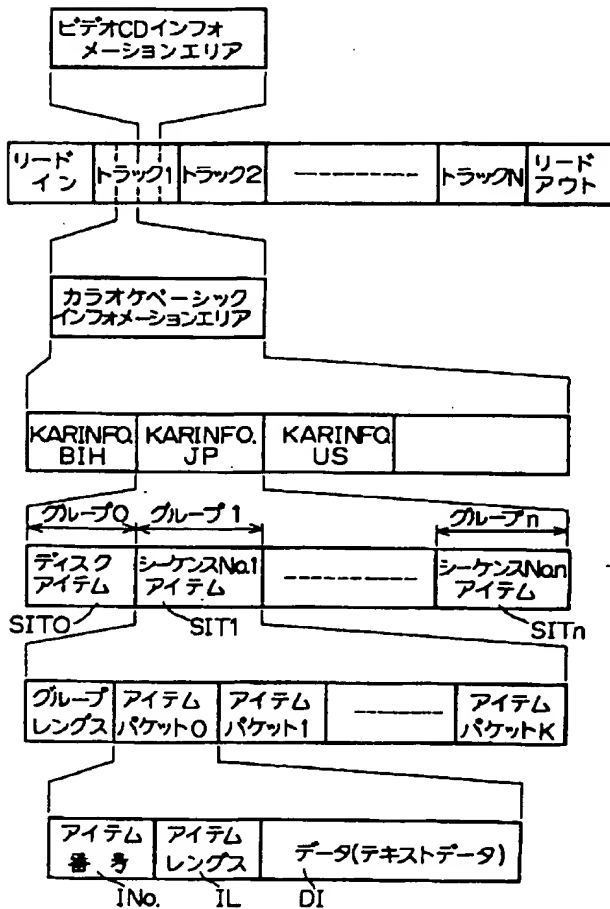 ビデオCDインフォ
メーションエリア
リード
イン
トラック1
トラック2
トラックN
リード
アウト
カラオケベーシック
インフォメーションエリア
KARINFO.
BIH
KARINFO.
JP
KARINFO.
US
グループ0
グループ1
グループn
ディスク
アイテム
シーケンスNo.1
アイテム
シーケンスNo.n
アイテム
SIT0
SIT1
SITn
グループ
レングス
アイテム
パケット0
アイテム
パケット1
アイテム
パケットK
アイテム
番号
アイテム
レングス
データ(テキストデータ)
INo.
IL
DI